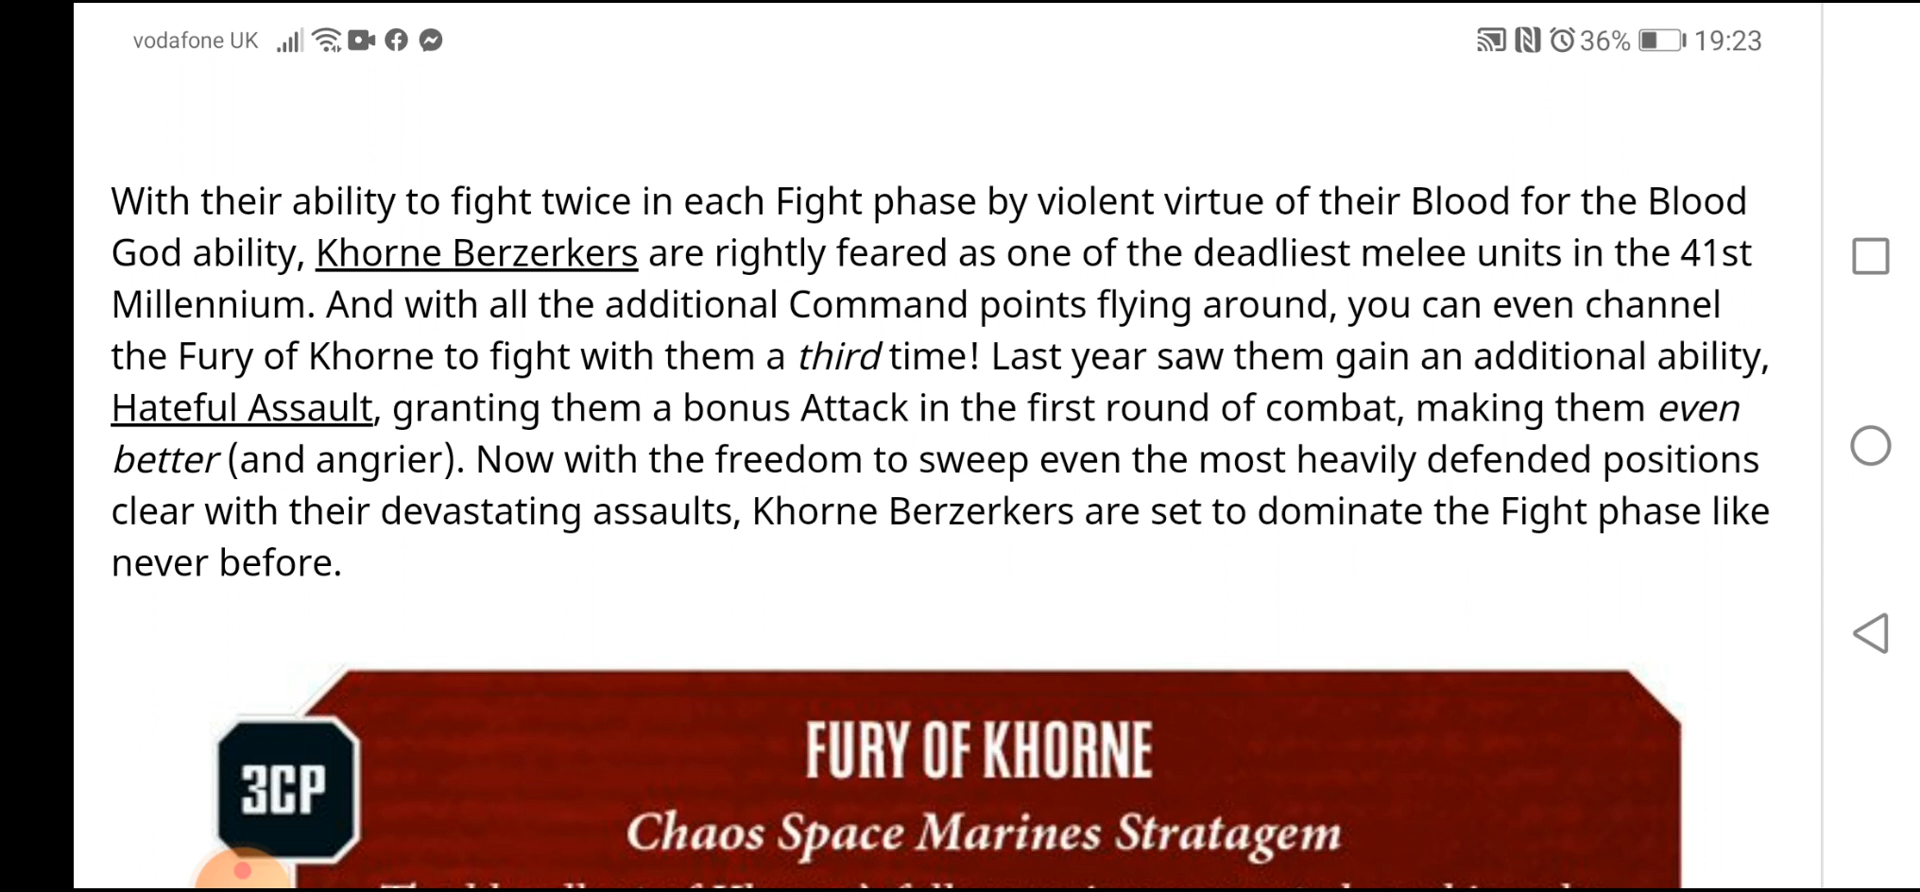 vodafone UK
36% 19:23
With their ability to fight twice in each Fight phase by violent virtue of their Blood for the Blood
God ability, Khorne Berzerkers are rightly feared as one of the deadliest melee units in the 41st
Millennium. And with all the additional Command points flying around, you can even channel
the Fury of Khorne to fight with them a third time! Last year saw them gain an additional ability,
Hateful Assault, granting them a bonus Attack in the first round of combat, making them even
better (and angrier). Now with the freedom to sweep even the most heavily defended positions
clear with their devastating assaults, Khorne Berzerkers are set to dominate the Fight phase like
never before.
FURY OF KHORNE
3CP
Chaos Space Marines Stratagem